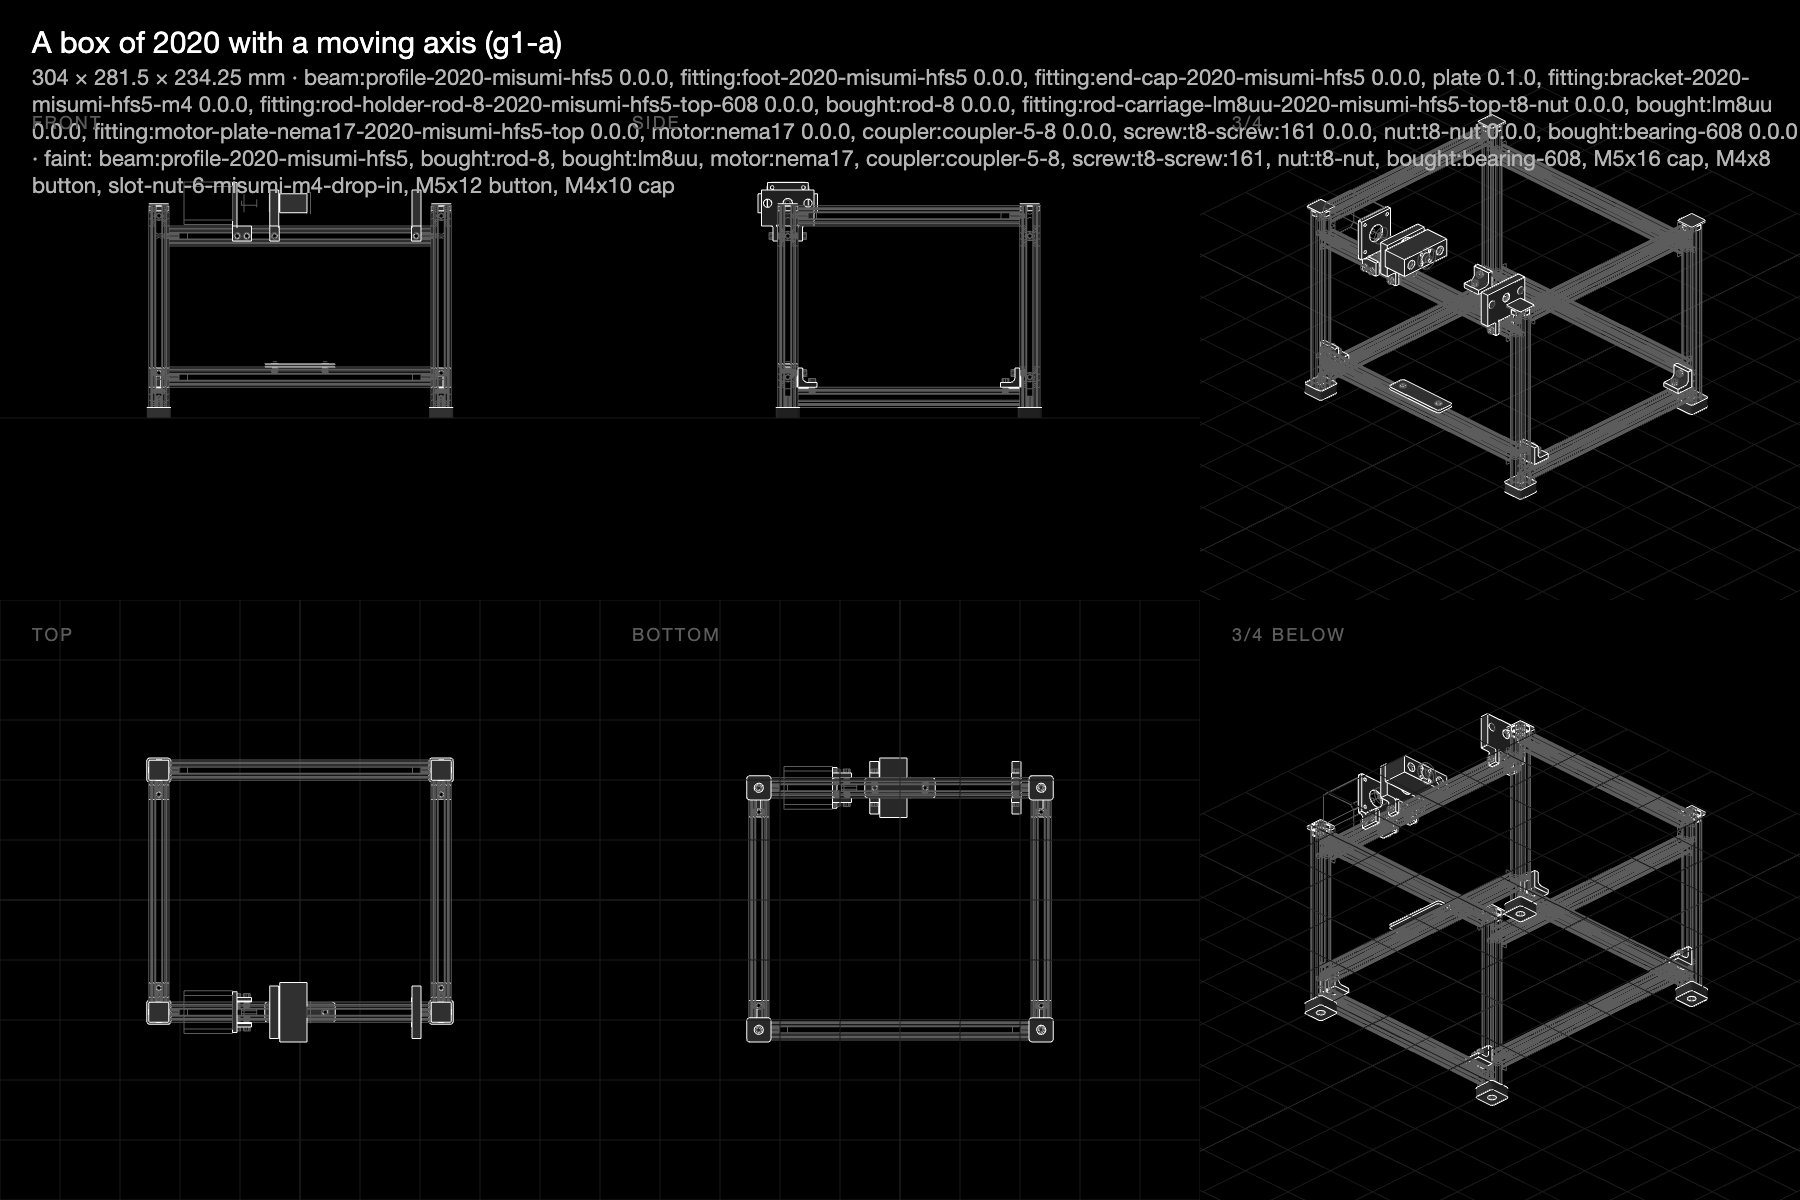 A box of 2020 with a moving axis (g1-a)
304 × 281.5 × 234.25 mm · beam:profile-2020-misumi-hfs5 0.0.0, fitting:foot-2020-misumi-hfs5 0.0.0, fitting:end-cap-2020-misumi-hfs5 0.0.0, plate 0.1.0, fitting:bracket-2020-
misumi-hfs5-m4 0.0.0, fitting:rod-holder-rod-8-2020-misumi-hfs5-top-608 0.0.0, bought:rod-8 0.0.0, fitting:rod-carriage-lm8uu-2020-misumi-hfs5-top-t8-nut 0.0.0, bought:lm8uu
0.0.0, fitting:motor-plate-nema17-2020-misumi-hfs5-top 0.0.0, motor:nema17 0.0.0, coupler:coupler-5-8 0.0.0, screw:t8-screw:161 0.0.0, nut:t8-nut 0.0.0, bought:bearing-608 0.0.0
· faint: beam:profile-2020-misumi-hfs5, bought:rod-8, bought:lm8uu, motor:nema17, coupler:coupler-5-8, screw:t8-screw:161, nut:t8-nut, bought:bearing-608, M5x16 cap, M4x8
button, slot-nut-6-misumi-m4-drop-in, M5x12 button, M4x10 cap
FRONT
SIDE
3/4
TOP
BOTTOM
3/4 BELOW